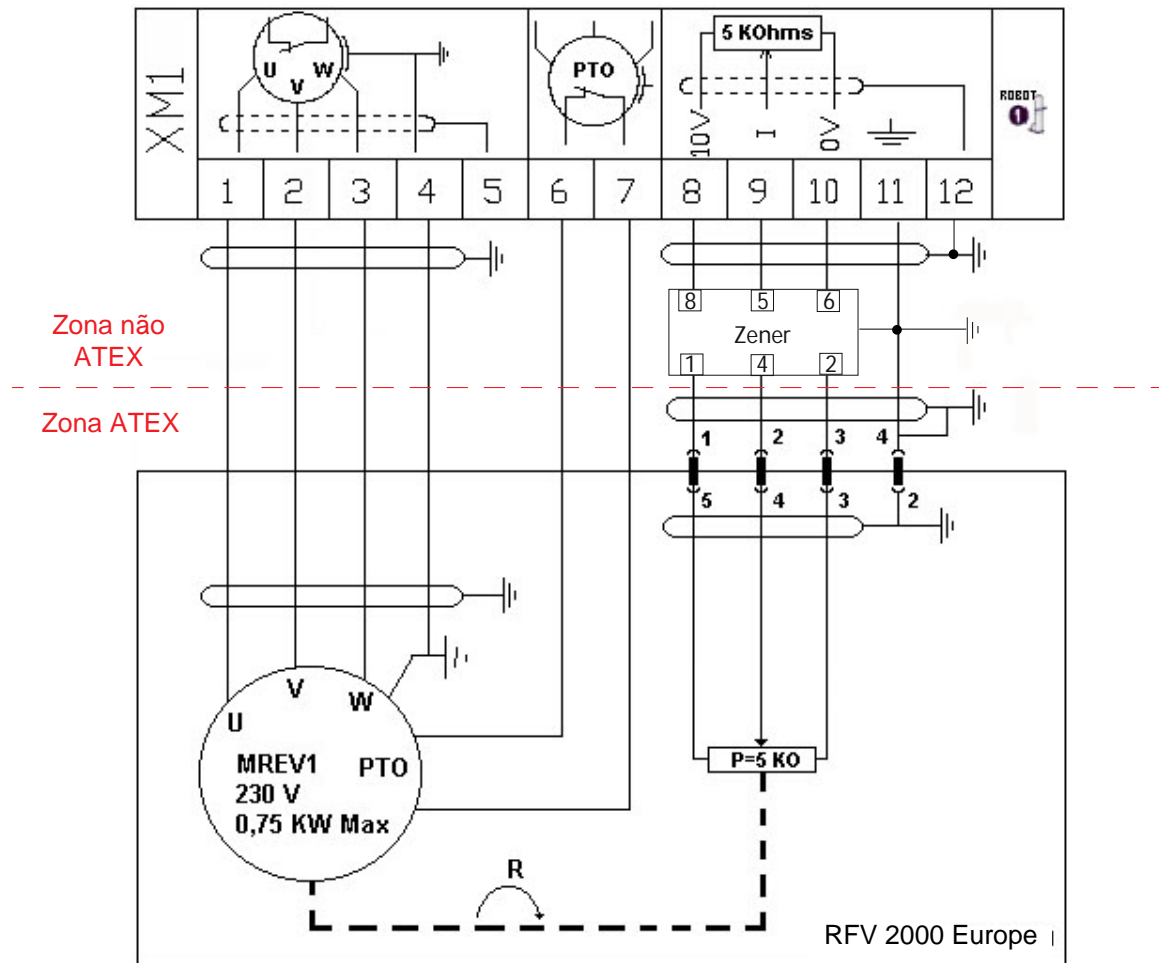 XM1
U
V
W
PTO
5 KOhms
10V
I
0V
ROBOT
1
1
2
3
4
5
6
7
8
9
10
11
12
8
5
6
Zener
1
4
2
Zona não
ATEX
Zona ATEX
1
2
3
4
5
4
3
2
U
V
W
MREV1
PTO
230 V
0,75 KW Max
P=5 KO
R
RFV 2000 Europe